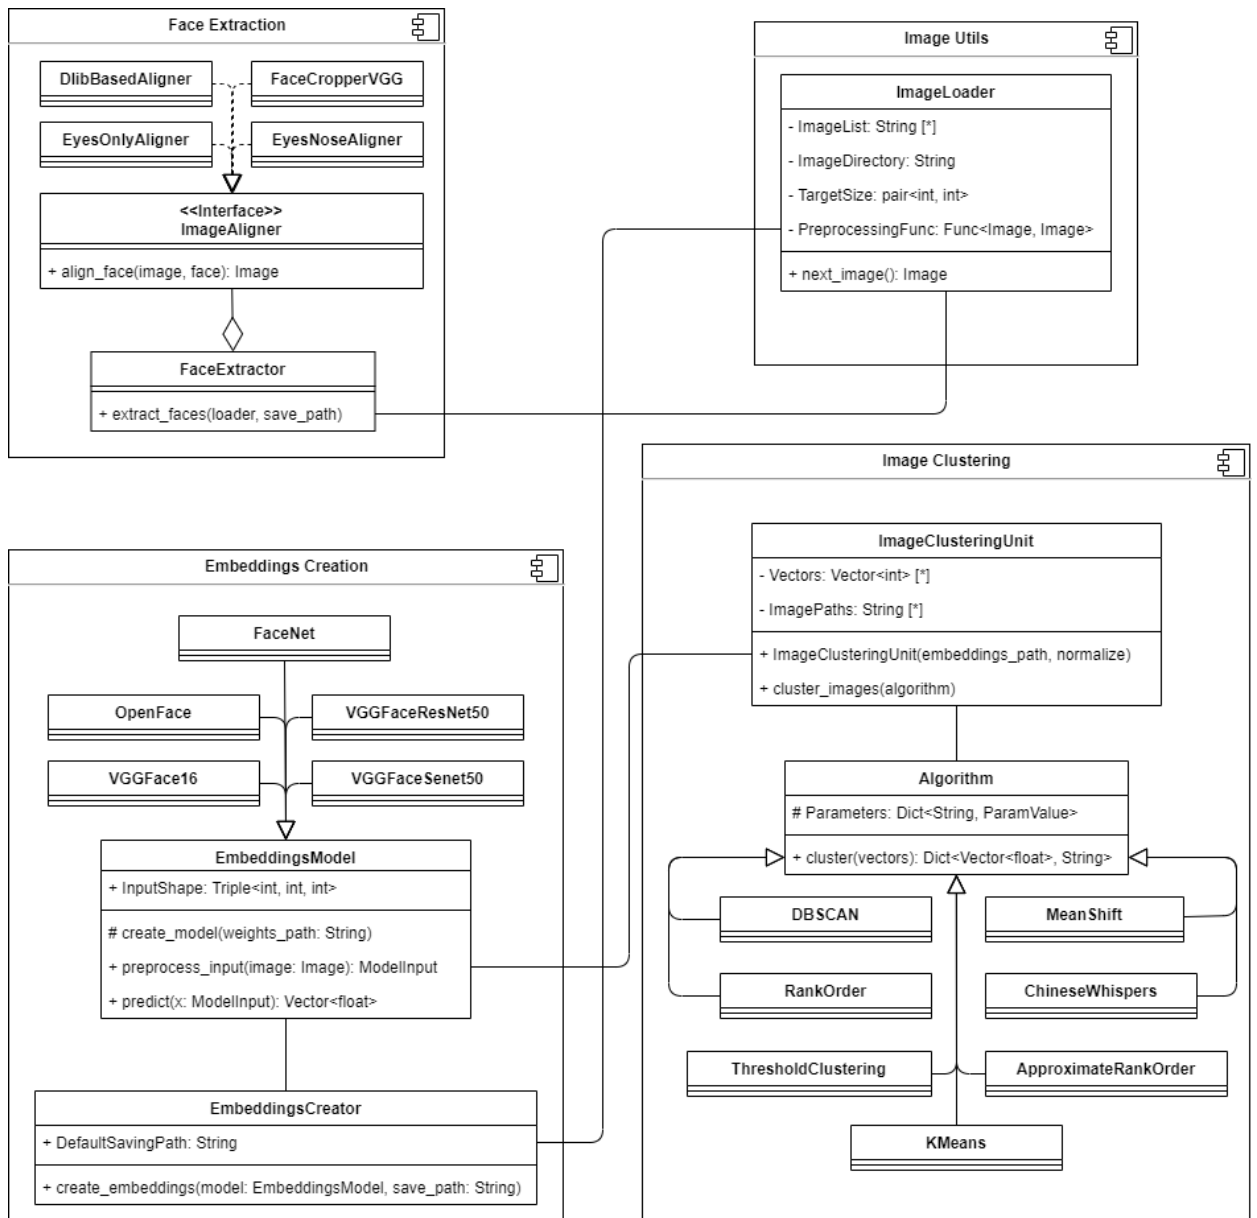 Face Extraction
DlibBasedAligner
FaceCropperVGG
EyesOnlyAligner
EyesNoseAligner
<<Interface>>
ImageAligner
+ align_face(image, face): Image
FaceExtractor
+ extract_faces(loader, save_path)
Image Utils
ImageLoader
- ImageList: String [*]
- ImageDirectory: String
- TargetSize: pair<int, int>
- PreprocessingFunc: Func<Image, Image>
+ next_image(): Image
Embeddings Creation
FaceNet
OpenFace
VGGFaceResNet50
VGGFace16
VGGFaceSenet50
EmbeddingsModel
+ InputShape: Triple<int, int, int>
# create_model(weights_path: String)
+ preprocess_input(image: Image): ModelInput
+ predict(x: ModelInput): Vector<float>
EmbeddingsCreator
+ DefaultSavingPath: String
+ create_embeddings(model: EmbeddingsModel, save_path: String)
Image Clustering
ImageClusteringUnit
- Vectors: Vector<int> [*]
- ImagePaths: String [*]
+ ImageClusteringUnit(embeddings_path, normalize)
+ cluster_images(algorithm)
Algorithm
# Parameters: Dict<String, ParamValue>
+ cluster(vectors): Dict<Vector<float>, String>
DBSCAN
MeanShift
RankOrder
ChineseWhispers
ThresholdClustering
ApproximateRankOrder
KMeans